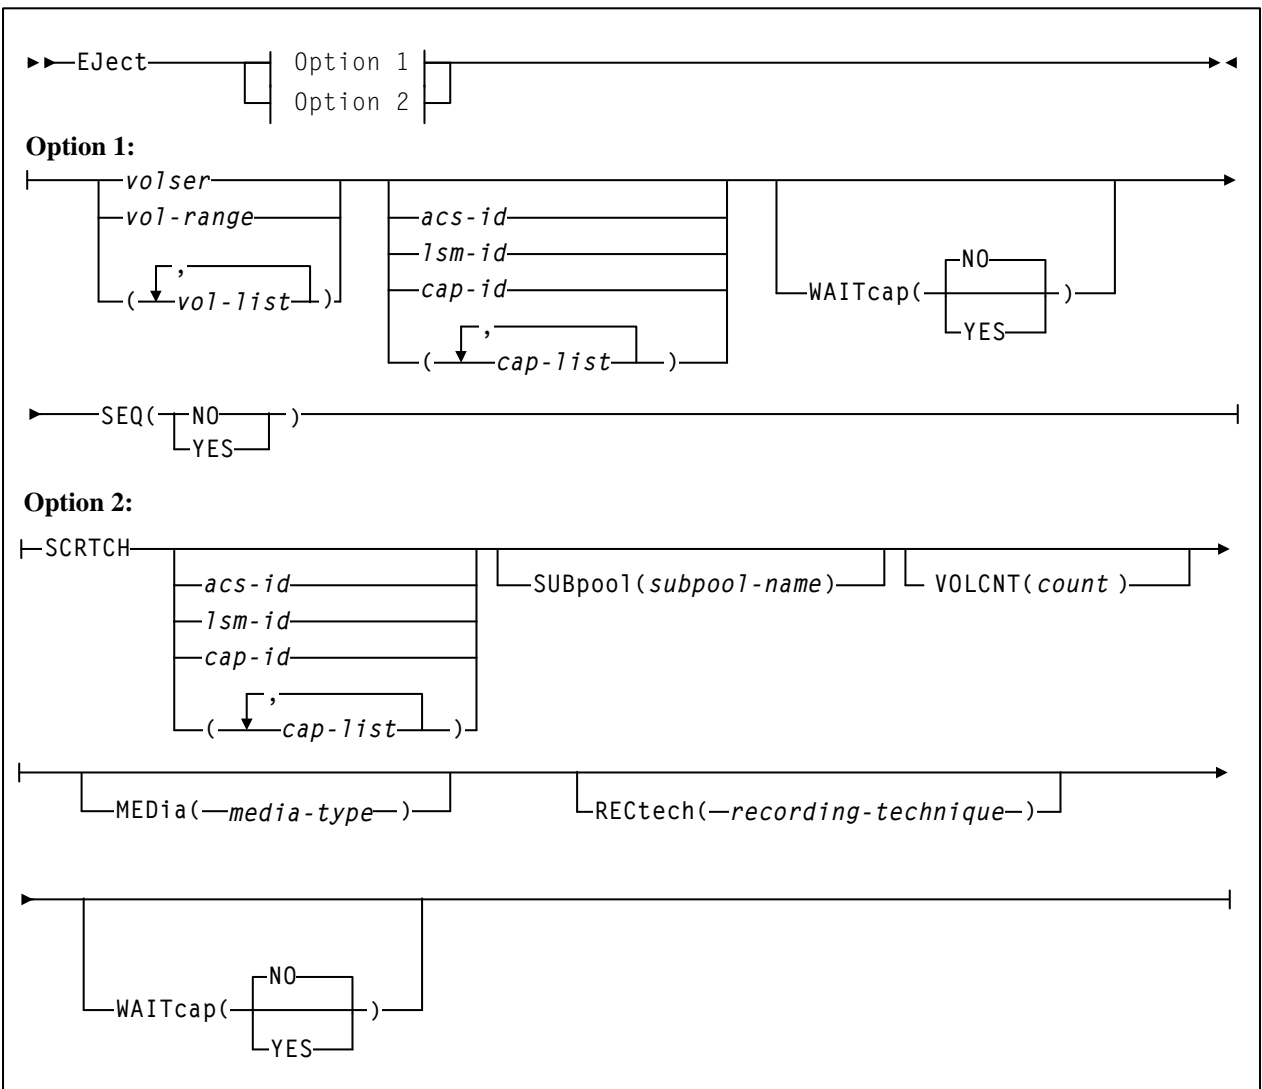 EJect Option 1
Option 2
Option 1:
volser
vol-range
,
( vol-list )
acs-id
lsm-id
cap-id
,
( cap-list )
WAITcap( NO )
YES
SEQ( NO )
YES
Option 2:
SCRTCH
acs-id
lsm-id
cap-id
,
( cap-list )
SUBpool(subpool-name)
VOLCNT(count )
MEDia( media-type )
RECtech( recording-technique )
WAITcap( NO )
YES